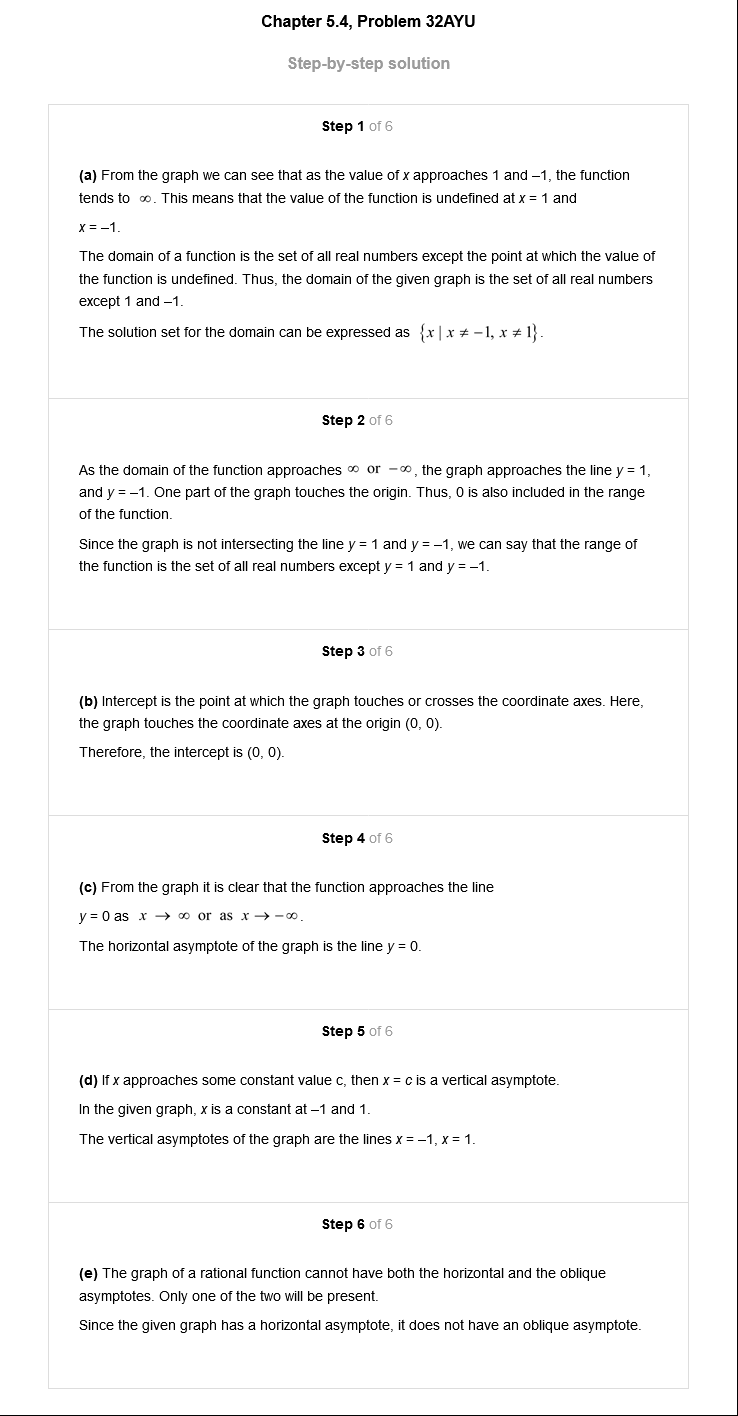 Chapter 5.4, Problem 32AYU
Step-by-step solution
Step 1 of 6
(a) From the graph we can see that as the value of x approaches 1 and –1, the function
tends to ∞. This means that the value of the function is undefined at x = 1 and
x = –1.
The domain of a function is the set of all real numbers except the point at which the value of
the function is undefined. Thus, the domain of the given graph is the set of all real numbers
except 1 and –1.
The solution set for the domain can be expressed as {x | x ≠ −1, x ≠ 1}.
Step 2 of 6
As the domain of the function approaches ∞ or −∞, the graph approaches the line y = 1,
and y = –1. One part of the graph touches the origin. Thus, 0 is also included in the range
of the function.
Since the graph is not intersecting the line y = 1 and y = –1, we can say that the range of
the function is the set of all real numbers except y = 1 and y = –1.
Step 3 of 6
(b) Intercept is the point at which the graph touches or crosses the coordinate axes. Here,
the graph touches the coordinate axes at the origin (0, 0).
Therefore, the intercept is (0, 0).
Step 4 of 6
(c) From the graph it is clear that the function approaches the line
y = 0 as x → ∞ or as x → −∞.
The horizontal asymptote of the graph is the line y = 0.
Step 5 of 6
(d) If x approaches some constant value c, then x = c is a vertical asymptote.
In the given graph, x is a constant at –1 and 1.
The vertical asymptotes of the graph are the lines x = –1, x = 1.
Step 6 of 6
(e) The graph of a rational function cannot have both the horizontal and the oblique
asymptotes. Only one of the two will be present.
Since the given graph has a horizontal asymptote, it does not have an oblique asymptote.